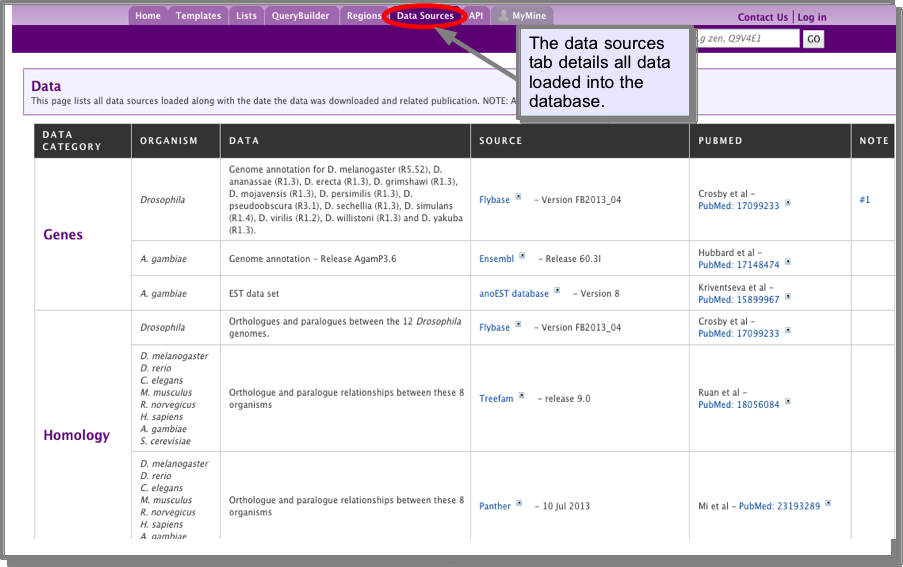 Home Templates Lists QueryBuilder Regions Data Sources API MyMine
Contact Us | Log in
.g zen, Q9V4E1 GO
The data sources
tab details all data
loaded into the
database.
Data
This page lists all data sources loaded along with the date the data was downloaded and related publication. NOTE: A
DATA
CATEGORY
ORGANISM
DATA
SOURCE
PUBMED
NOTE
Genes
Drosophila
Genome annotation for D. melanogaster (R5.52), D.
ananassae (R1.3), D. erecta (R1.3), D. grimshawi (R1.3),
D. mojavensis (R1.3), D. persimilis (R1.3), D.
pseudoobscura (R3.1), D. sechellia (R1.3), D. simulans
(R1.4), D. virilis (R1.2), D. willistoni (R1.3) and D. yakuba
(R1.3).
Flybase – Version FB2013_04
Crosby et al –
PubMed: 17099233
#1
A. gambiae
Genome annotation – Release AgamP3.6
Ensembl – Release 60.3l
Hubbard et al –
PubMed: 17148474
A. gambiae
EST data set
anoEST database – Version 8
Kriventseva et al –
PubMed: 15899967
Homology
Drosophila
Orthologues and paralogues between the 12 Drosophila
genomes.
Flybase – Version FB2013_04
Crosby et al –
PubMed: 17099233
D. melanogaster
D. rerio
C. elegans
M. musculus
R. norvegicus
H. sapiens
A. gambiae
S. cerevisiae
Orthologue and paralogue relationships between these 8
organisms
Treefam – release 9.0
Ruan et al –
PubMed: 18056084
D. melanogaster
D. rerio
C. elegans
M. musculus
R. norvegicus
H. sapiens
A. gambiae
Orthologue and paralogue relationships between these 8
organisms
Panther – 10 Jul 2013
Mi et al – PubMed: 23193289